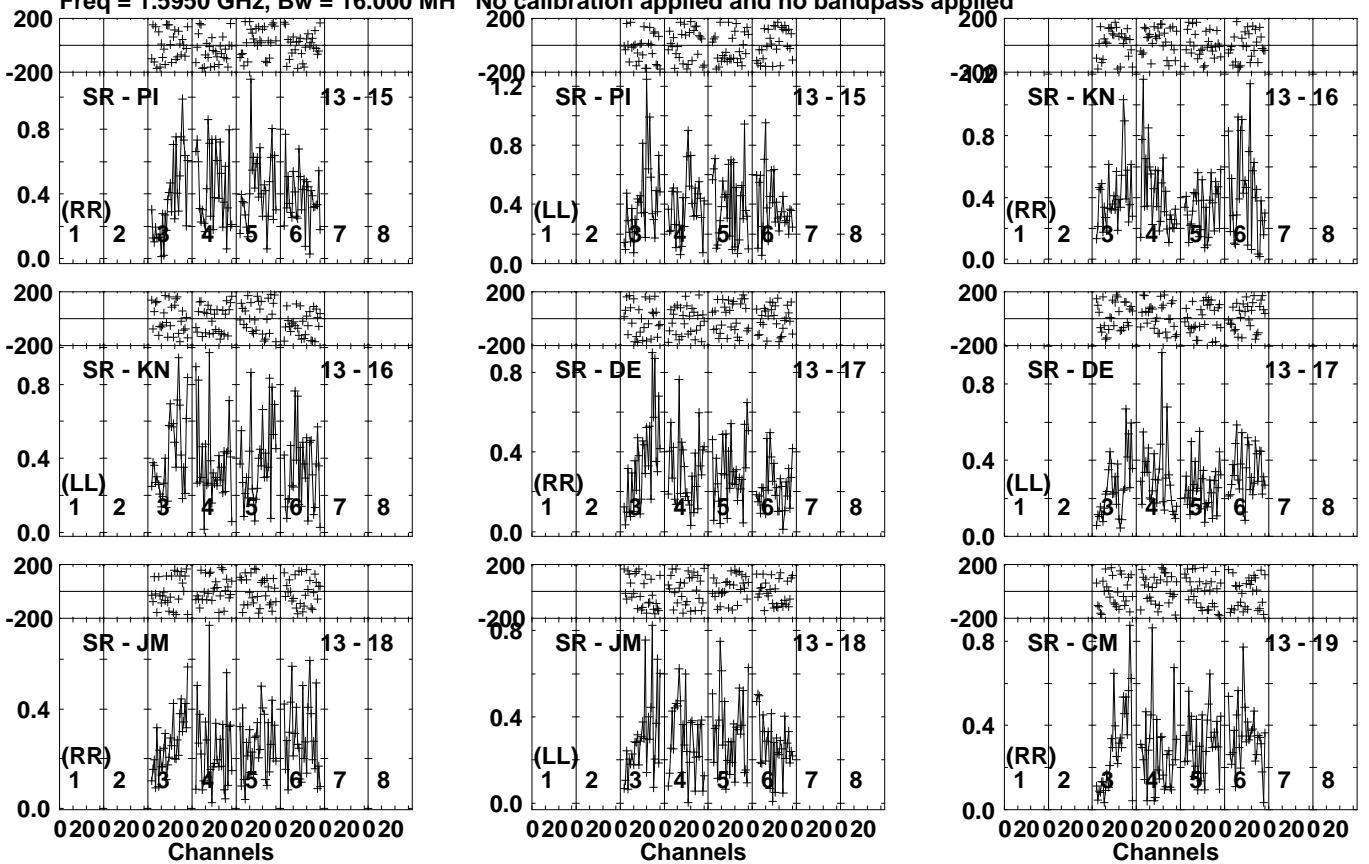 Freq = 1.5950 GHz, Bw = 16.000 MH No calibration applied and no bandpass applied
200 200 200
-200 -200 -200
1.2 1.2
SR - PI 13 - 15 SR - PI 13 - 15 SR - KN 13 - 16
0.8 0.8 0.8
0.4 0.4 0.4
(RR) (LL) (RR)
1 2 3 4 5 6 7 8 1 2 3 4 5 6 7 8 1 2 3 4 5 6 7 8
0.0 0.0 0.0
200 200 200
-200 -200 -200
SR - KN 13 - 16 SR - DE 13 - 17 SR - DE 13 - 17
0.8 0.8 0.8
0.4 0.4 0.4
(LL) (RR) (LL)
1 2 3 4 5 6 7 8 1 2 3 4 5 6 7 8 1 2 3 4 5 6 7 8
0.0 0.0 0.0
200 200 200
-200 -200 -200
0.8
SR - JM 13 - 18 SR - JM 13 - 18 SR - CM 13 - 19
0.8
0.4 0.4 0.4
(RR) (LL) (RR)
1 2 3 4 5 6 7 8 1 2 3 4 5 6 7 8 1 2 3 4 5 6 7 8
0.0 0.0 0.0
0 20 0 20 0 20 0 20 0 20 0 20 0 20 0 20 0 20 0 20 0 20 0 20 0 20 0 20 0 20 0 20 0 20 0 20 0 20 0 20 0 20 0 20 0 20 0 20
Channels Channels Channels